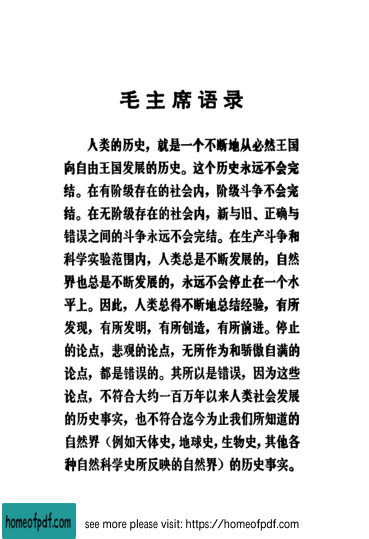 毛主席语录
人类的历史，就是一个不断地从必然王国
向自由王国发展的历史。这个历史永远不会完
结。在有阶级存在的社会内，阶级斗争不会完
结。在无阶级存在的社会内，新与旧、正确与
错误之间的斗争永远不会完结。在生产斗争和
科学实验范围内，人类总是不断发展的，自然
界也总是不断发展的，永远不会停止在一个水
平上。因此，人类总得不断地总结经验，有所
发现，有所发明，有所创造，有所前进。停止
的论点，悲观的论点，无所作为和骄傲自满的
论点，都是错误的。其所以是错误，因为这些
论点，不符合大约一百万年以来人类社会发展
的历史事实，也不符合迄今为止我们所知道的
自然界（例如天体史，地球史，生物史，其他各
种自然科学史所反映的自然界）的历史事实。
homeofpdf.com
see more please visit: https://homeofpdf.com